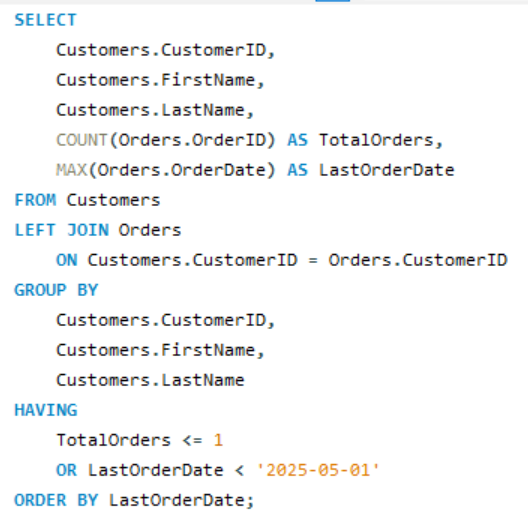 SELECT
    Customers.CustomerID,
    Customers.FirstName,
    Customers.LastName,
    COUNT(Orders.OrderID) AS TotalOrders,
    MAX(Orders.OrderDate) AS LastOrderDate
FROM Customers
LEFT JOIN Orders
    ON Customers.CustomerID = Orders.CustomerID
GROUP BY
    Customers.CustomerID,
    Customers.FirstName,
    Customers.LastName
HAVING
    TotalOrders <= 1
    OR LastOrderDate < '2025-05-01'
ORDER BY LastOrderDate;